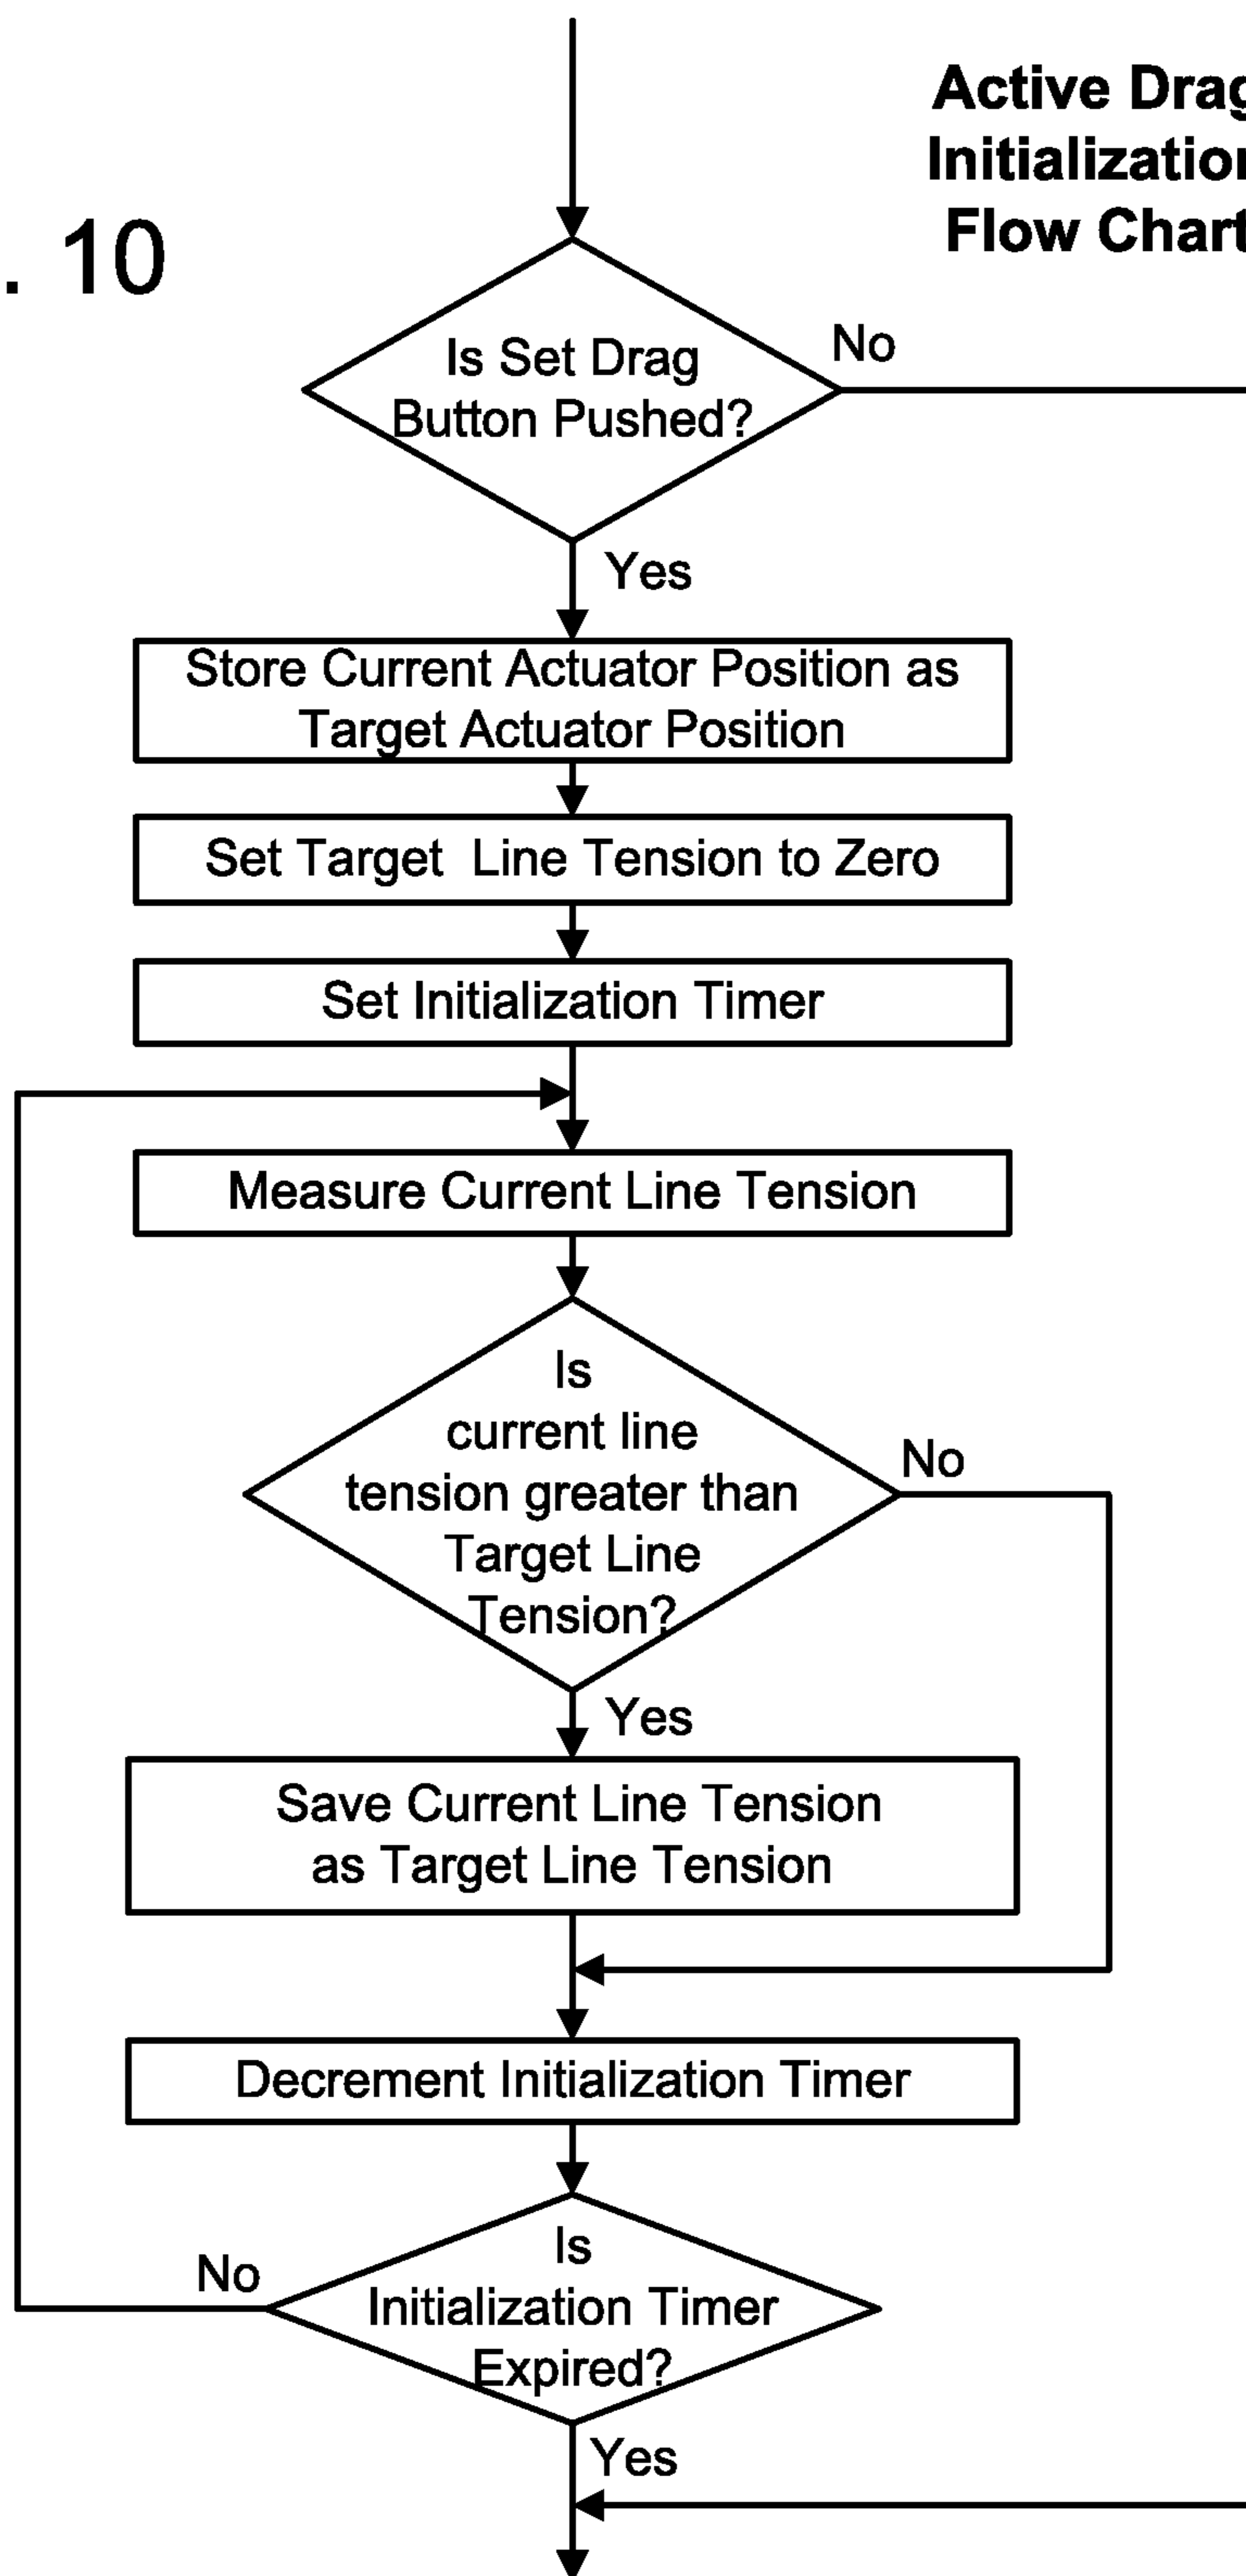 Active Drag
Initialization
Flow Chart
. 10
Is Set Drag
Button Pushed?
No
Yes
Store Current Actuator Position as
Target Actuator Position
Set Target  Line Tension to Zero
Set Initialization Timer
Measure Current Line Tension
Is
current line
tension greater than
Target Line
Tension?
No
Yes
Save Current Line Tension
as Target Line Tension
Decrement Initialization Timer
Is
Initialization Timer
Expired?
No
Yes